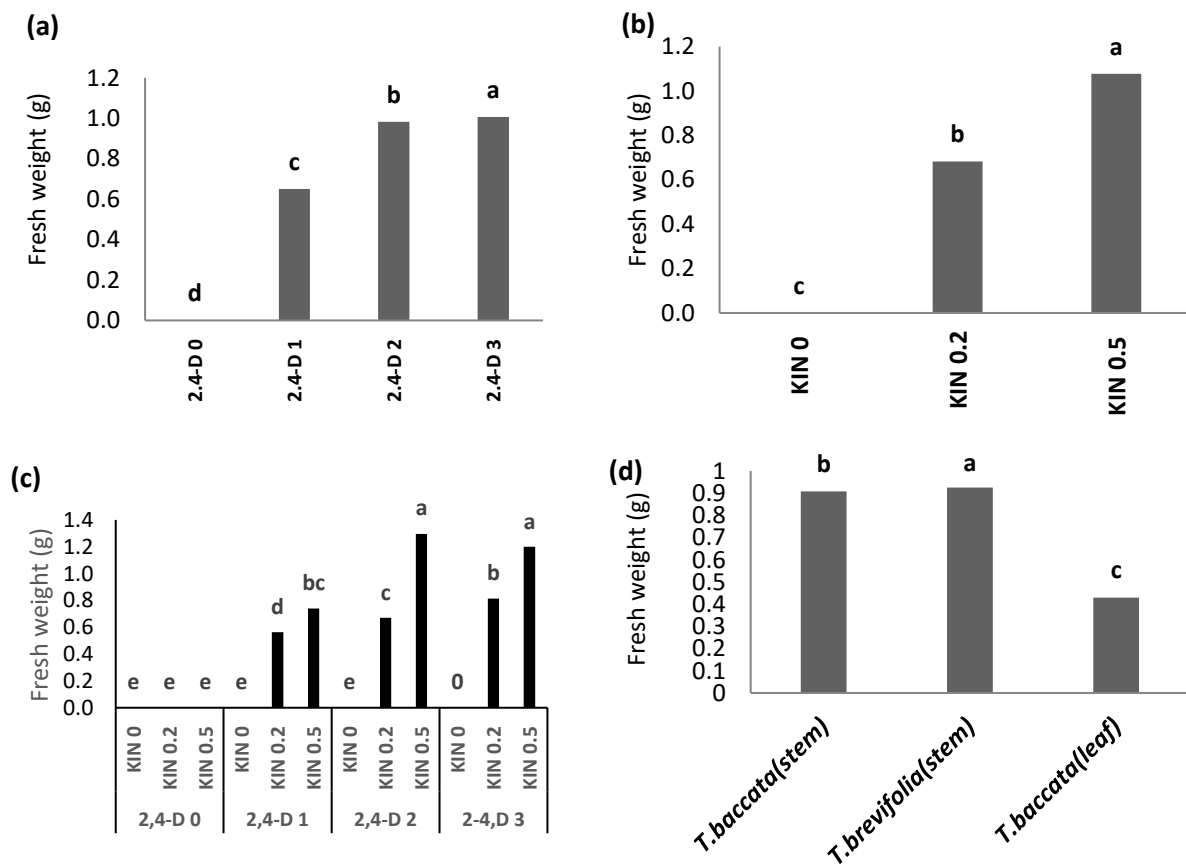 (a)
Fresh weight (g)
1.2
1.0
0.8
0.6
0.4
0.2
0.0
d
c
b
a
2.4-D 0
2.4-D 1
2.4-D 2
2.4-D 3
(b)
Fresh weight (g)
1.2
1.0
0.8
0.6
0.4
0.2
0.0
c
b
a
KIN 0
KIN 0.2
KIN 0.5
(c)
Fresh weight (g)
1.4
1.2
1.0
0.8
0.6
0.4
0.2
0.0
e
e
e
e
d
bc
e
c
a
0
b
a
KIN 0
KIN 0.2
KIN 0.5
KIN 0
KIN 0.2
KIN 0.5
KIN 0
KIN 0.2
KIN 0.5
KIN 0
KIN 0.2
KIN 0.5
2,4-D 0
2,4-D 1
2,4-D 2
2-4,D 3
(d)
Fresh weight (g)
1
0.9
0.8
0.7
0.6
0.5
0.4
0.3
0.2
0.1
0
b
a
c
T.baccata(stem)
T.brevifolia(stem)
T.baccata(leaf)